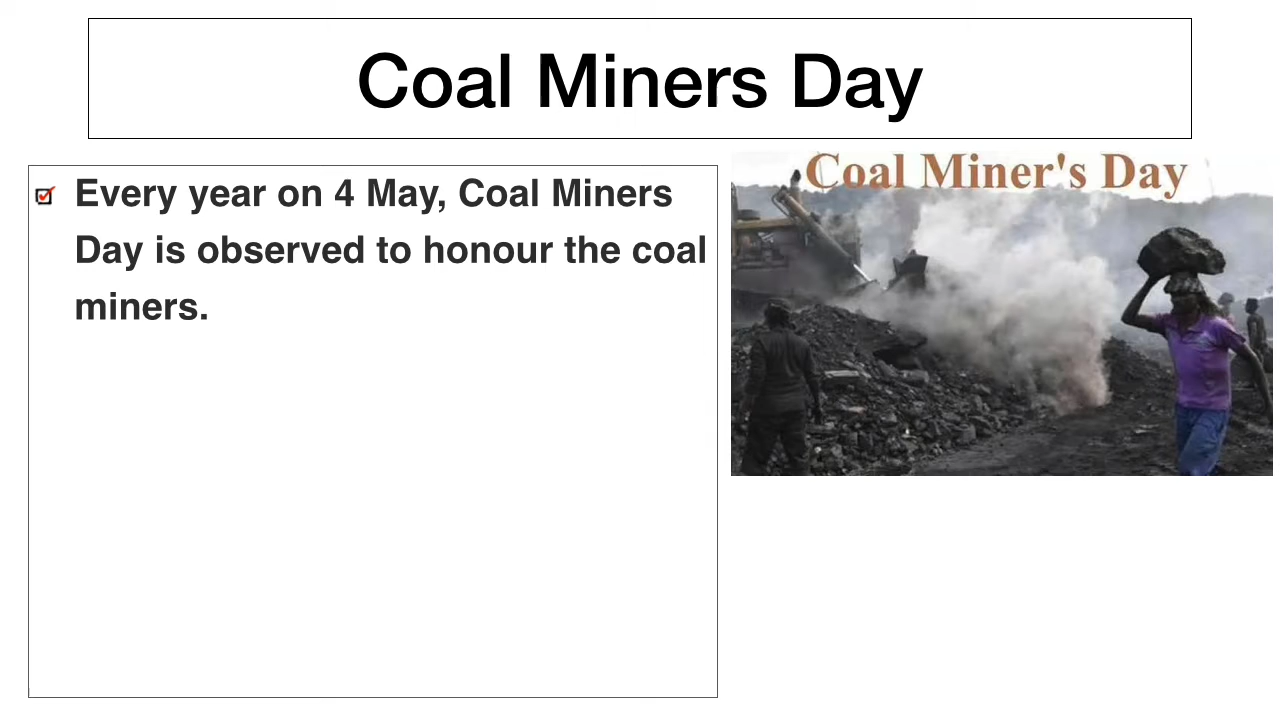 Coal Miners Day
Every year on 4 May, Coal Miners
Day is observed to honour the coal
miners.
Coal Miner's Day